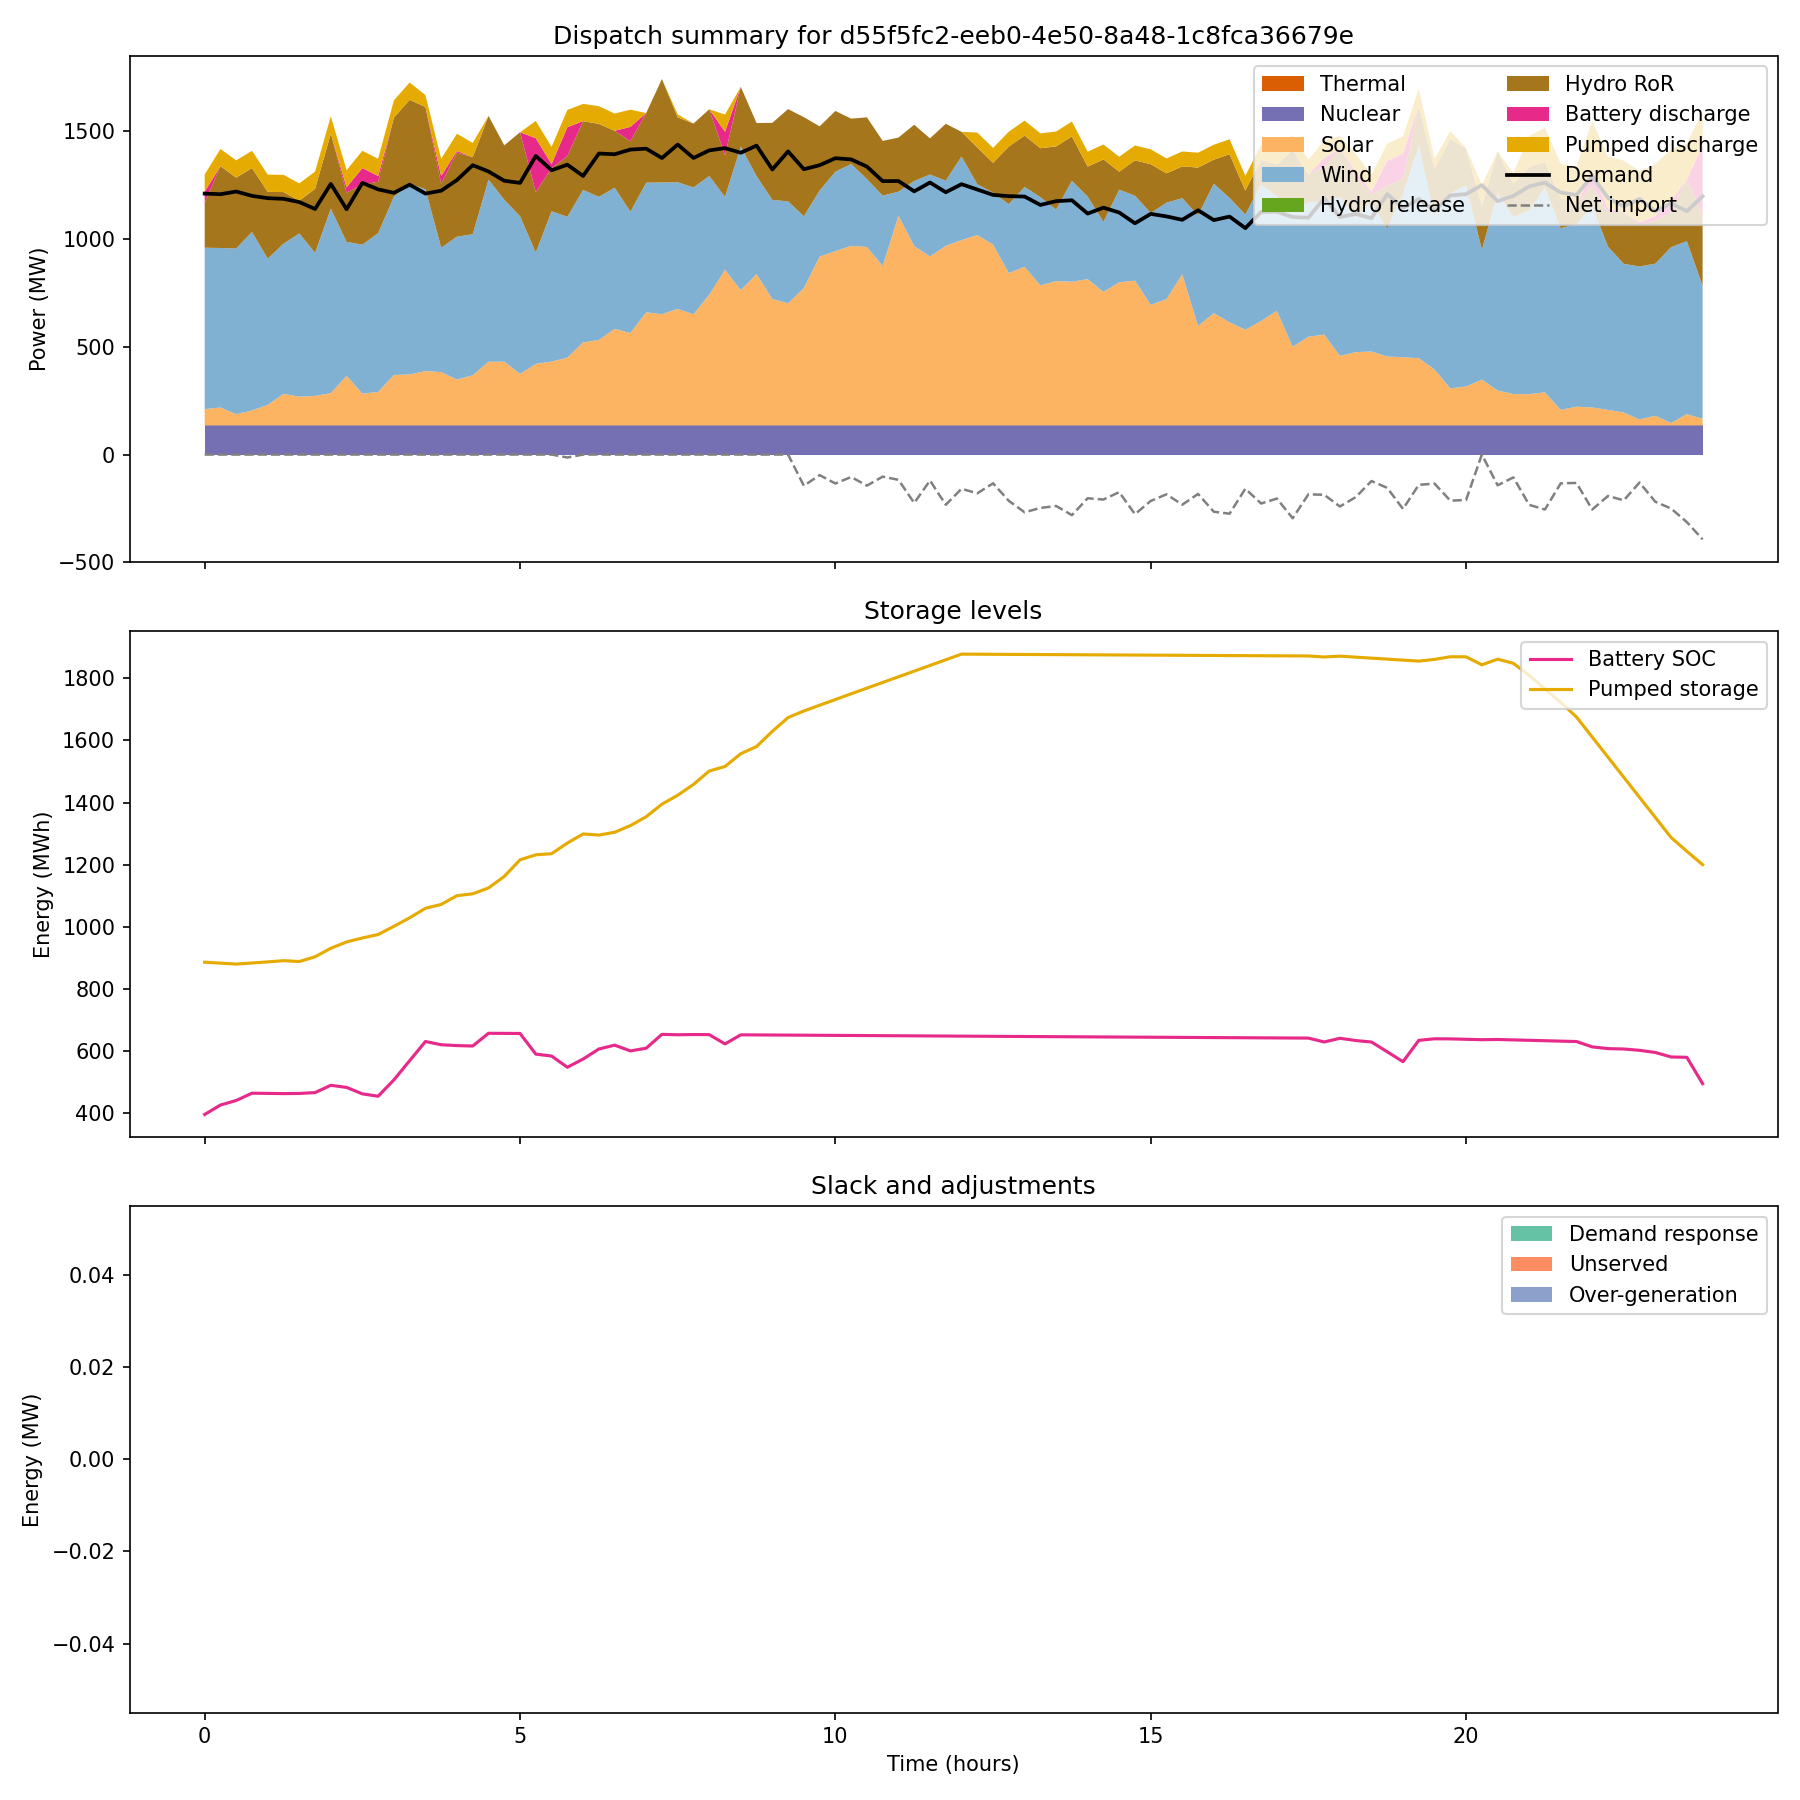 Dispatch summary for d55f5fc2-eeb0-4e50-8a48-1c8fca36679e
Thermal
Nuclear
Solar
Wind
Hydro release
Hydro RoR
Battery discharge
Pumped discharge
Demand
Net import
Power (MW)
1500
1000
500
0
−500
Storage levels
Battery SOC
Pumped storage
Energy (MWh)
1800
1600
1400
1200
1000
800
600
400
Slack and adjustments
Demand response
Unserved
Over-generation
Energy (MW)
0.04
0.02
0.00
−0.02
−0.04
0 5 10 15 20
Time (hours)